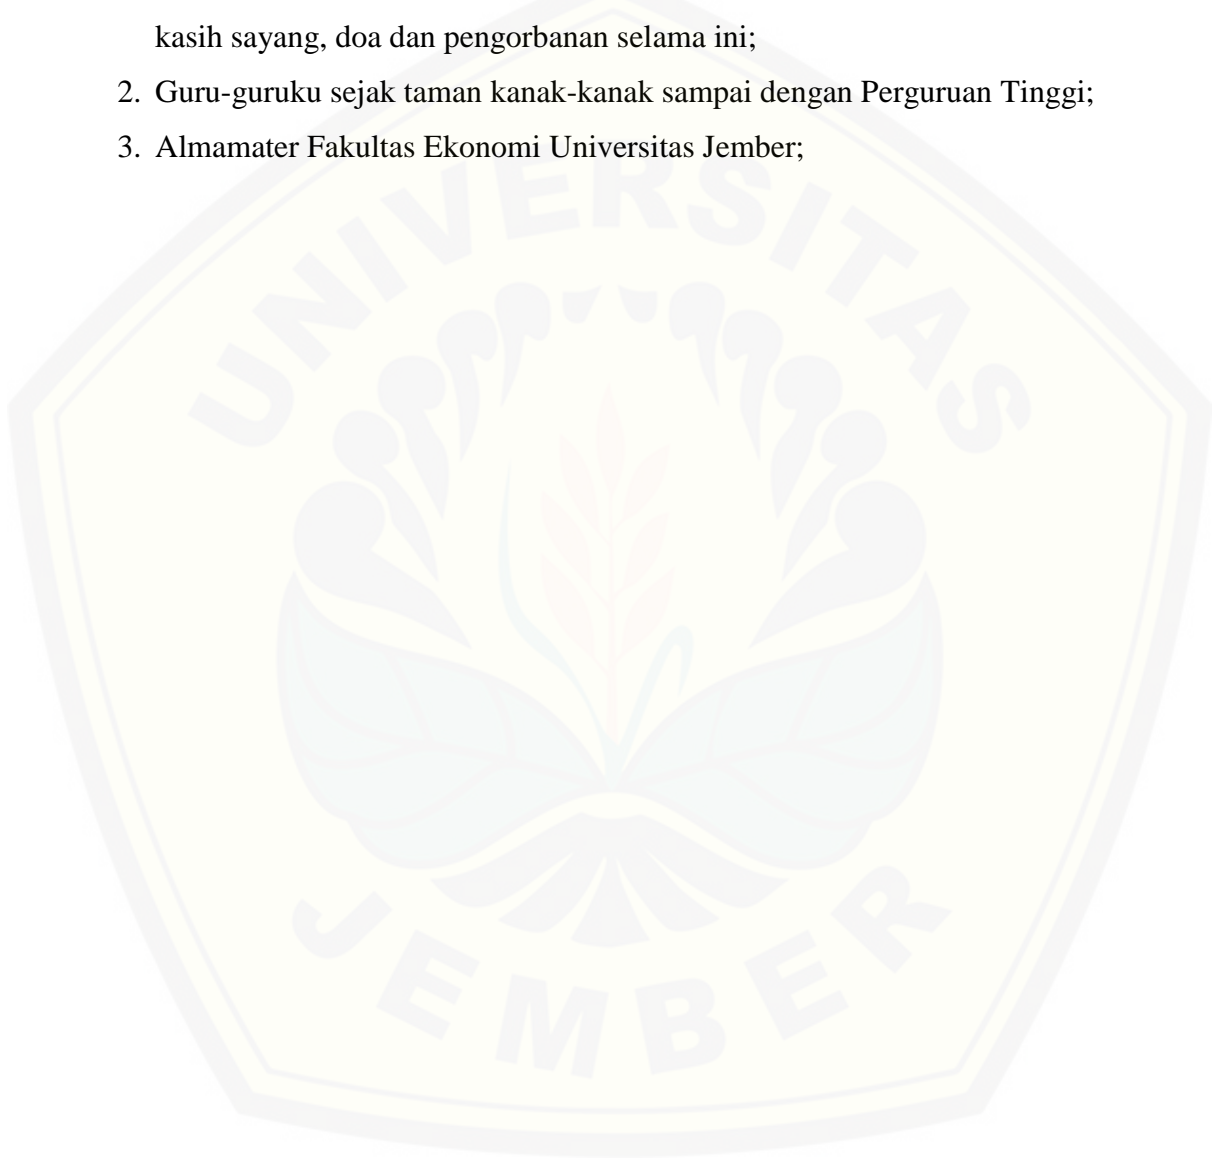 kasih sayang, doa dan pengorbanan selama ini;
2. Guru-guruku sejak taman kanak-kanak sampai dengan Perguruan Tinggi;
3. Almamater Fakultas Ekonomi Universitas Jember;
UNIVERSITAS
JEMBER